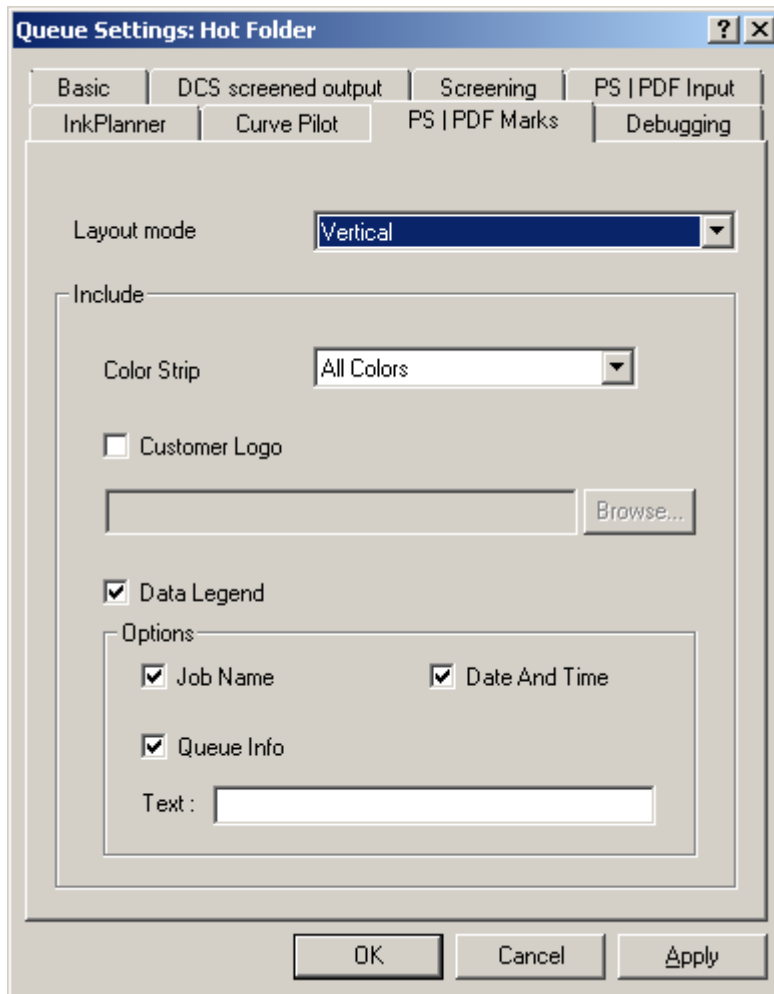 Queue Settings: Hot Folder
Basic DCS screened output Screening PS | PDF Input
InkPlanner Curve Pilot PS | PDF Marks Debugging
Layout mode Vertical
Include
Color Strip All Colors
Customer Logo
Browse...
Data Legend
Options
Job Name Date And Time
Queue Info
Text :
OK Cancel Apply